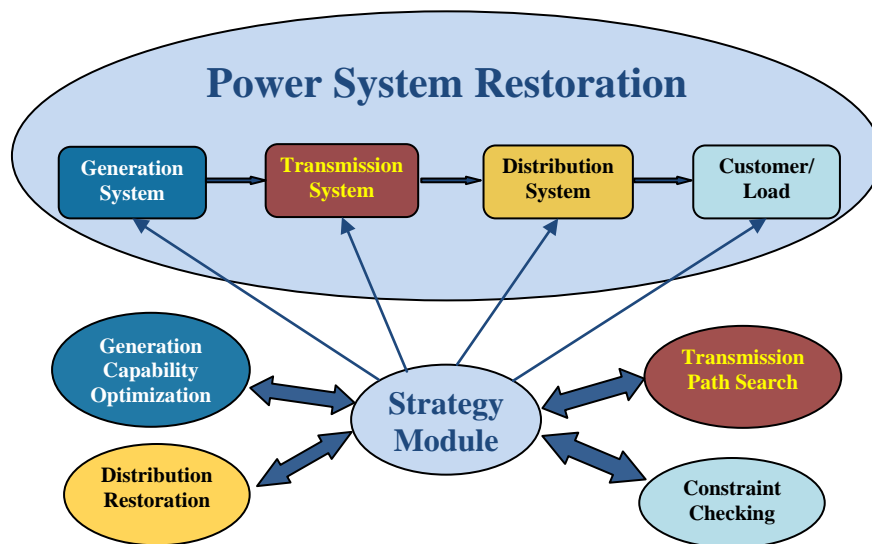 Power System Restoration
Generation
System
Transmission
System
Distribution
System
Customer/
Load
Generation
Capability
Optimization
Transmission
Path Search
Strategy
Module
Distribution
Restoration
Constraint
Checking